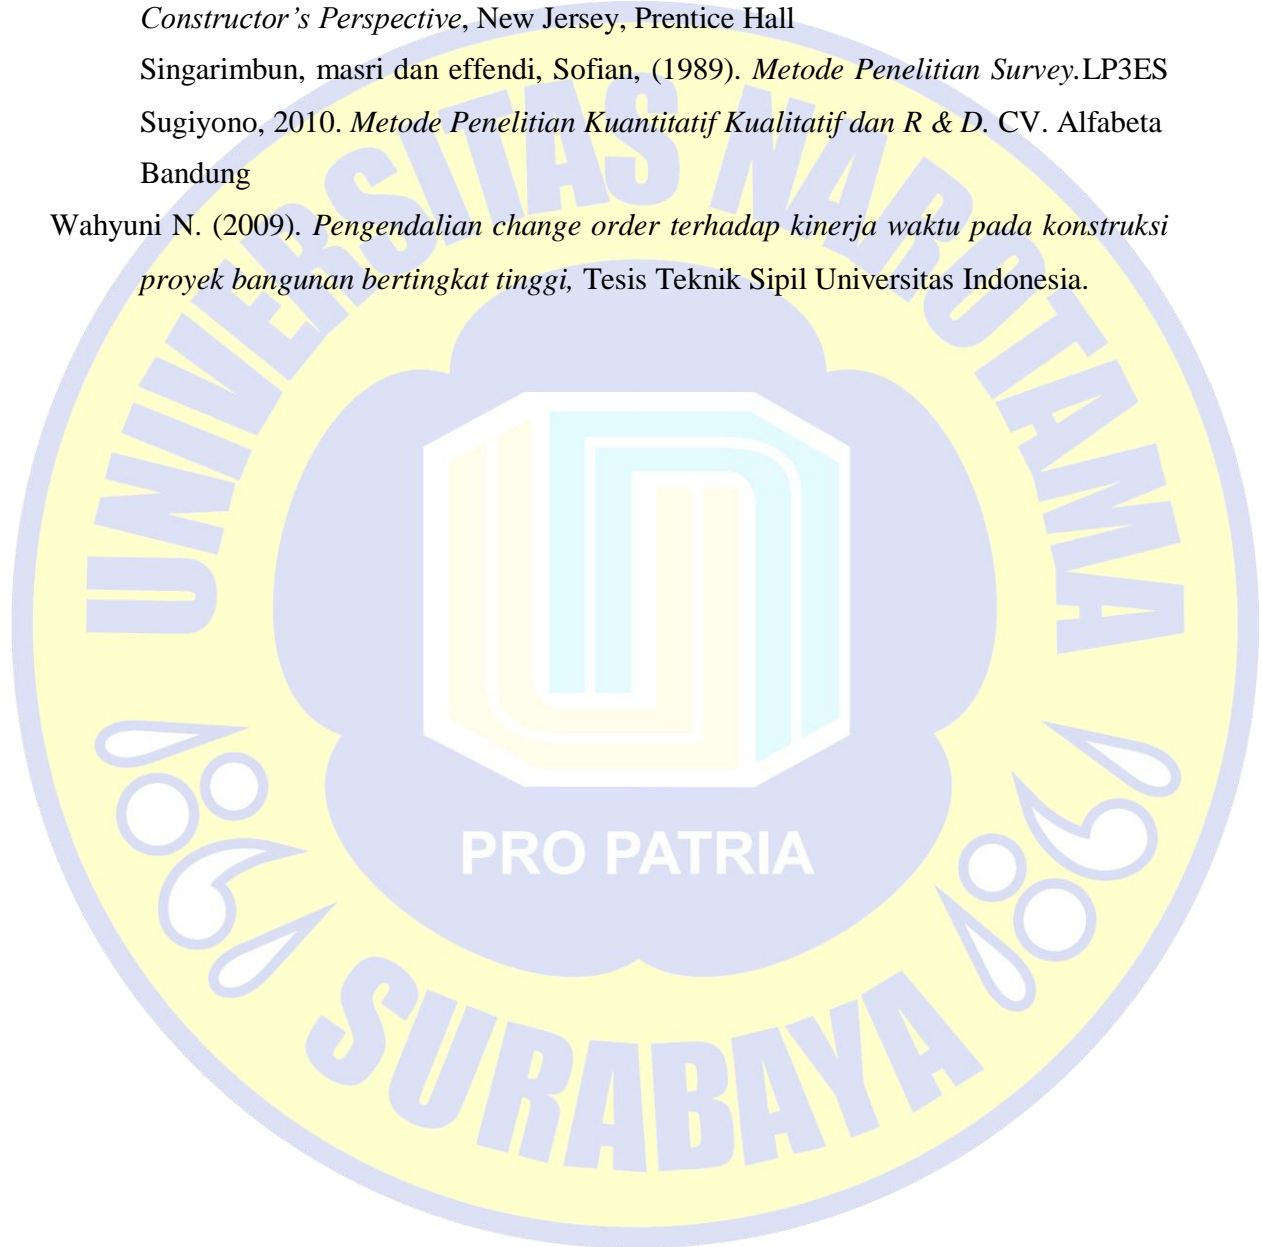 Constructor’s Perspective, New Jersey, Prentice Hall
Singarimbun, masri dan effendi, Sofian, (1989). Metode Penelitian Survey.LP3ES
Sugiyono, 2010. Metode Penelitian Kuantitatif Kualitatif dan R & D. CV. Alfabeta
Bandung
Wahyuni N. (2009). Pengendalian change order terhadap kinerja waktu pada konstruksi
proyek bangunan bertingkat tinggi, Tesis Teknik Sipil Universitas Indonesia.
UNIVERSITAS NAROTAMA
PRO PATRIA
SURABAYA